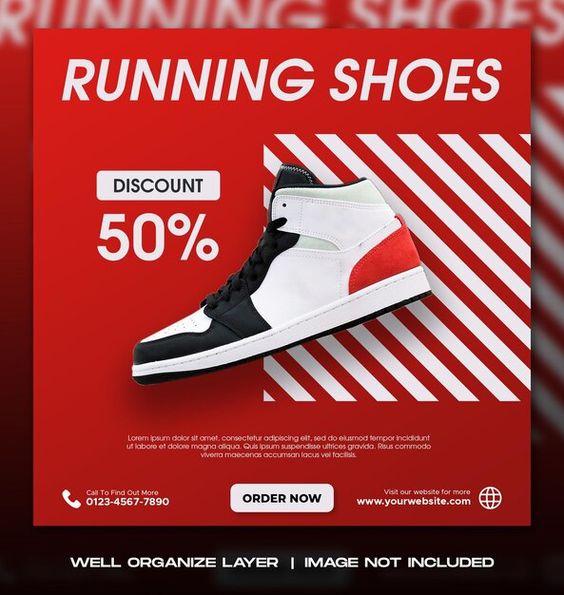 RUNNING SHOES
RUNNING SHOES
DISCOUNT
50%
Lorem ipsum dolor sit amet, consectetur adipiscing elit, sed do eiusmod tempor incididunt
ut labore et dolore magna aliqua. Quis ipsum suspendisse ultrices gravida. Risus commodo
viverra maecenas accumsan lacus vel facilisis.
Call To Find Out More
0123-4567-7890
ORDER NOW
Visit our website for more
www.yourwebsite.com
WELL ORGANIZE LAYER | IMAGE NOT INCLUDED